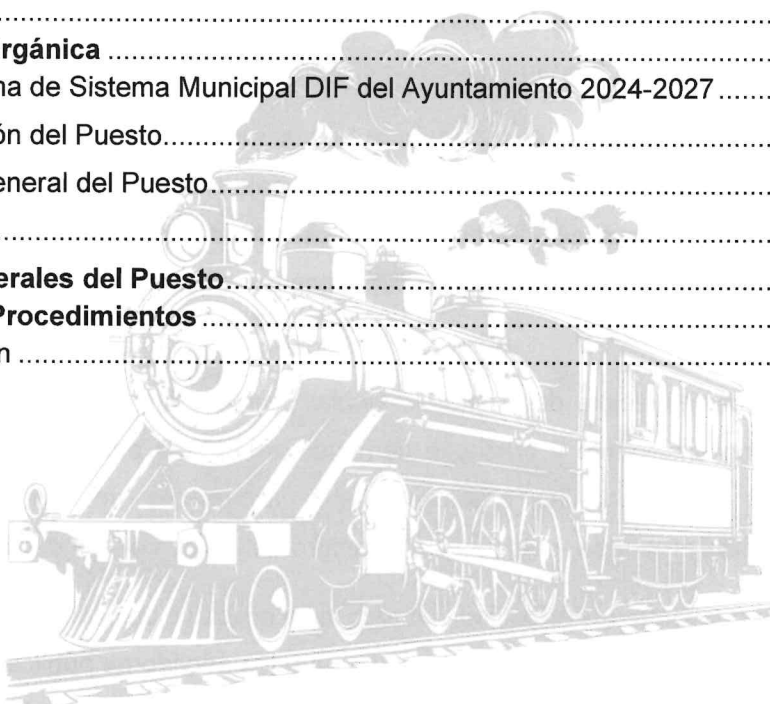 rgánica
na de Sistema Municipal DIF del Ayuntamiento 2024-2027
ón del Puesto
eneral del Puesto
erales del Puesto
Procedimientos
n